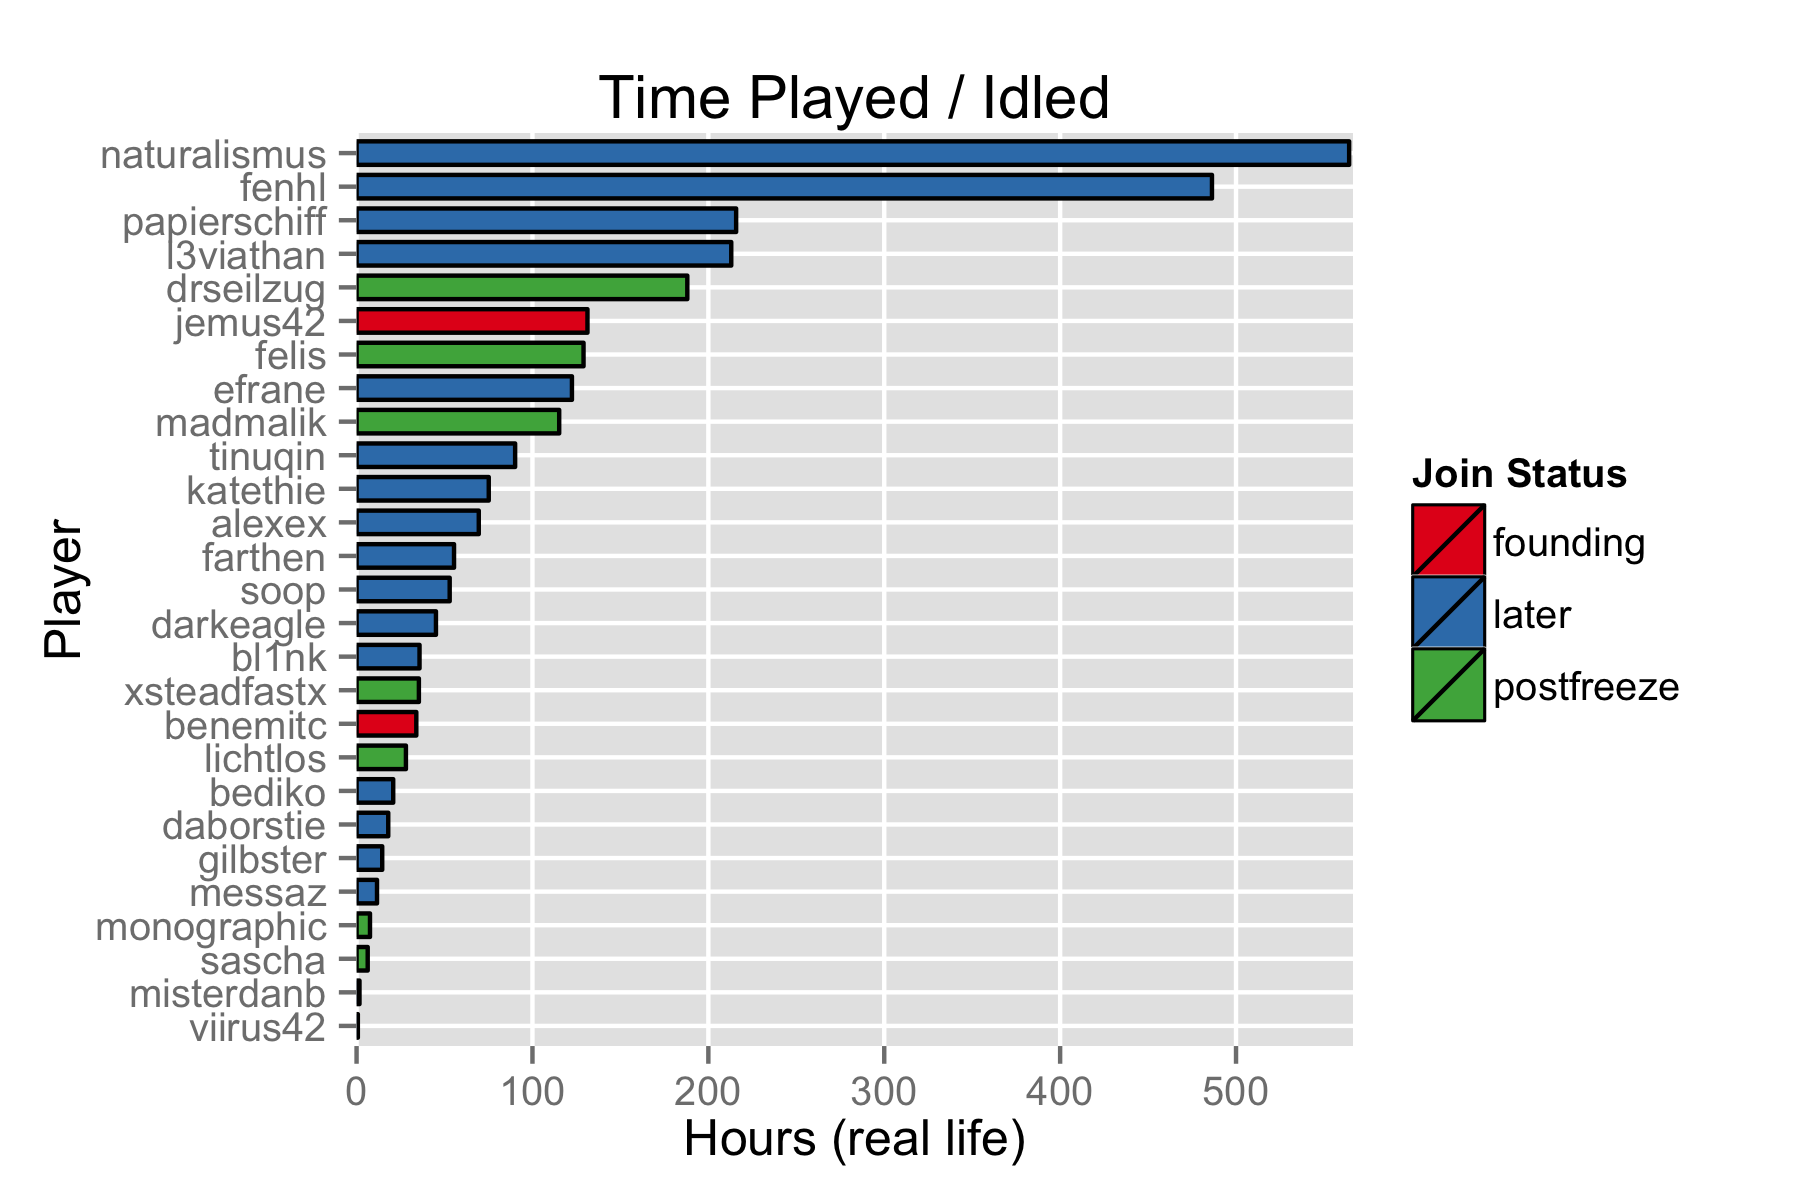 Time Played / Idled
naturalismus
fenhl
papierschiff
l3viathan
drseilzug
jemus42
felis
efrane
madmalik
tinuqin
katethie
alexex
farthen
soop
darkeagle
bl1nk
xsteadfastx
benemitc
lichtlos
bediko
daborstie
gilbster
messaz
monographic
sascha
misterdanb
viirus42
Player
0 100 200 300 400 500
Hours (real life)
Join Status
founding
later
postfreeze